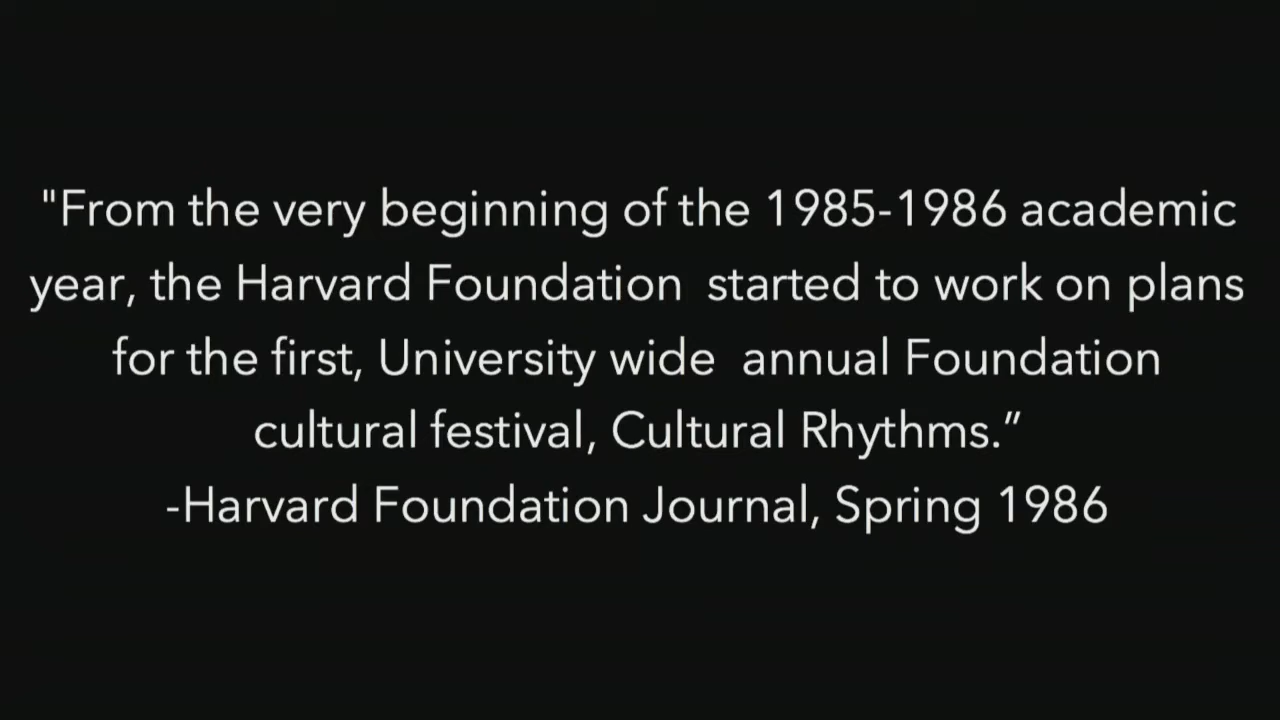 "From the very beginning of the 1985-1986 academic
year, the Harvard Foundation  started to work on plans
for the first, University wide  annual Foundation
cultural festival, Cultural Rhythms.”
-Harvard Foundation Journal, Spring 1986